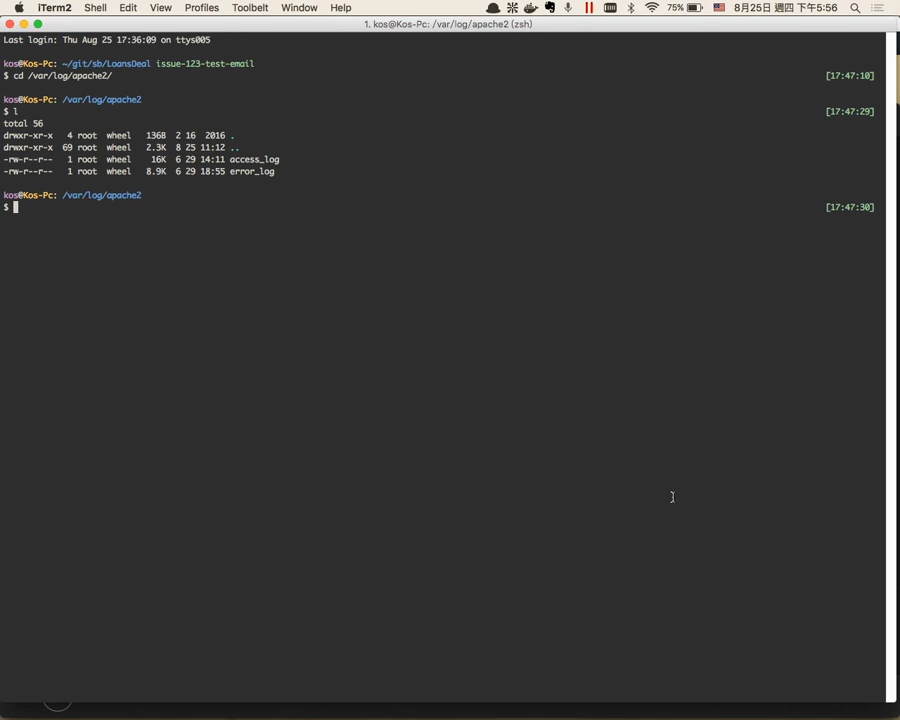 iTerm2 Shell Edit View Profiles Toolbelt Window Help 75% 8月25日 週四 下午5:56
1. kos@Kos-Pc: /var/log/apache2 (zsh)
Last login: Thu Aug 25 17:36:09 on ttys005
kos@Kos-Pc: ~/git/sb/LoansDeal issue-123-test-email
$ cd /var/log/apache2/ [17:47:10]
kos@Kos-Pc: /var/log/apache2
$ l [17:47:29]
total 56
drwxr-xr-x 4 root wheel 136B 2 16 2016 .
drwxr-xr-x 69 root wheel 2.3K 8 25 11:12 ..
-rw-r--r-- 1 root wheel 16K 6 29 14:11 access_log
-rw-r--r-- 1 root wheel 8.9K 6 29 18:55 error_log
kos@Kos-Pc: /var/log/apache2
$ [17:47:30]